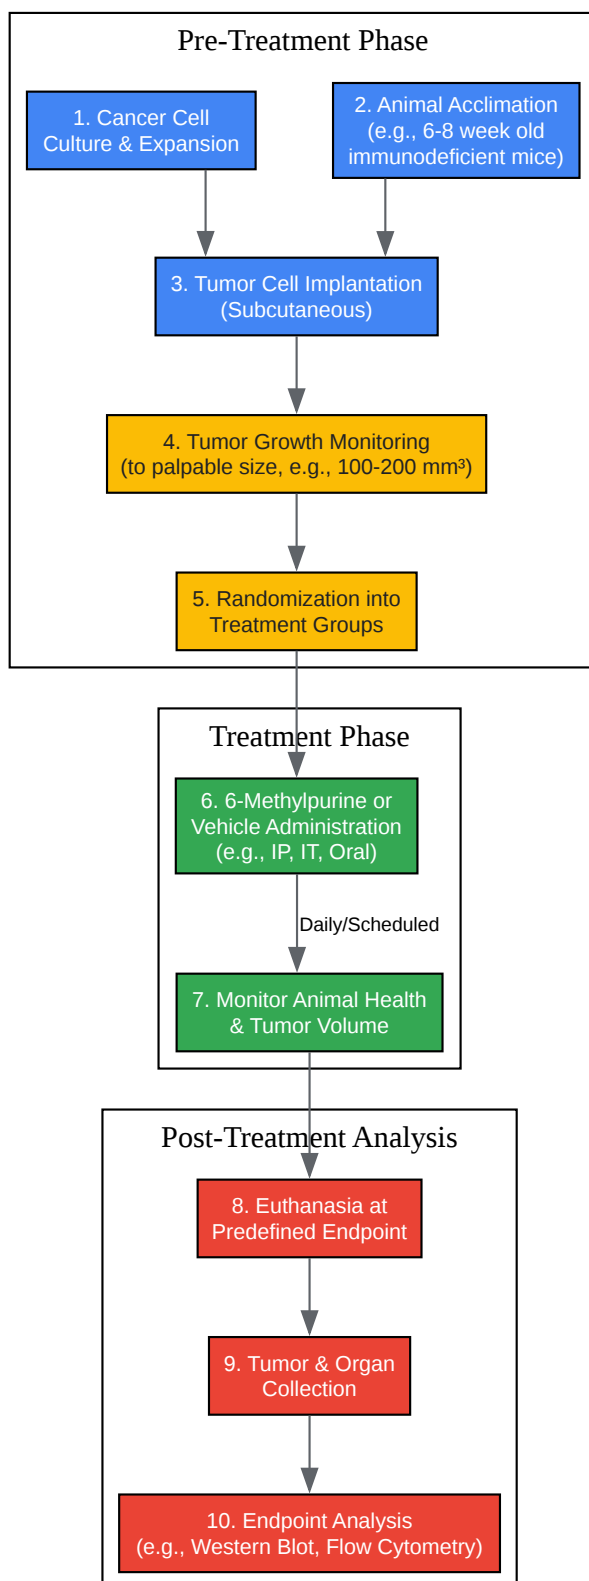 Pre-Treatment Phase
1. Cancer Cell
Culture & Expansion
2. Animal Acclimation
(e.g., 6-8 week old
immunodeficient mice)
3. Tumor Cell Implantation
(Subcutaneous)
4. Tumor Growth Monitoring
(to palpable size, e.g., 100-200 mm³)
5. Randomization into
Treatment Groups
Treatment Phase
6. 6-Methylpurine or
Vehicle Administration
(e.g., IP, IT, Oral)
Daily/Scheduled
7. Monitor Animal Health
& Tumor Volume
Post-Treatment Analysis
8. Euthanasia at
Predefined Endpoint
9. Tumor & Organ
Collection
10. Endpoint Analysis
(e.g., Western Blot, Flow Cytometry)